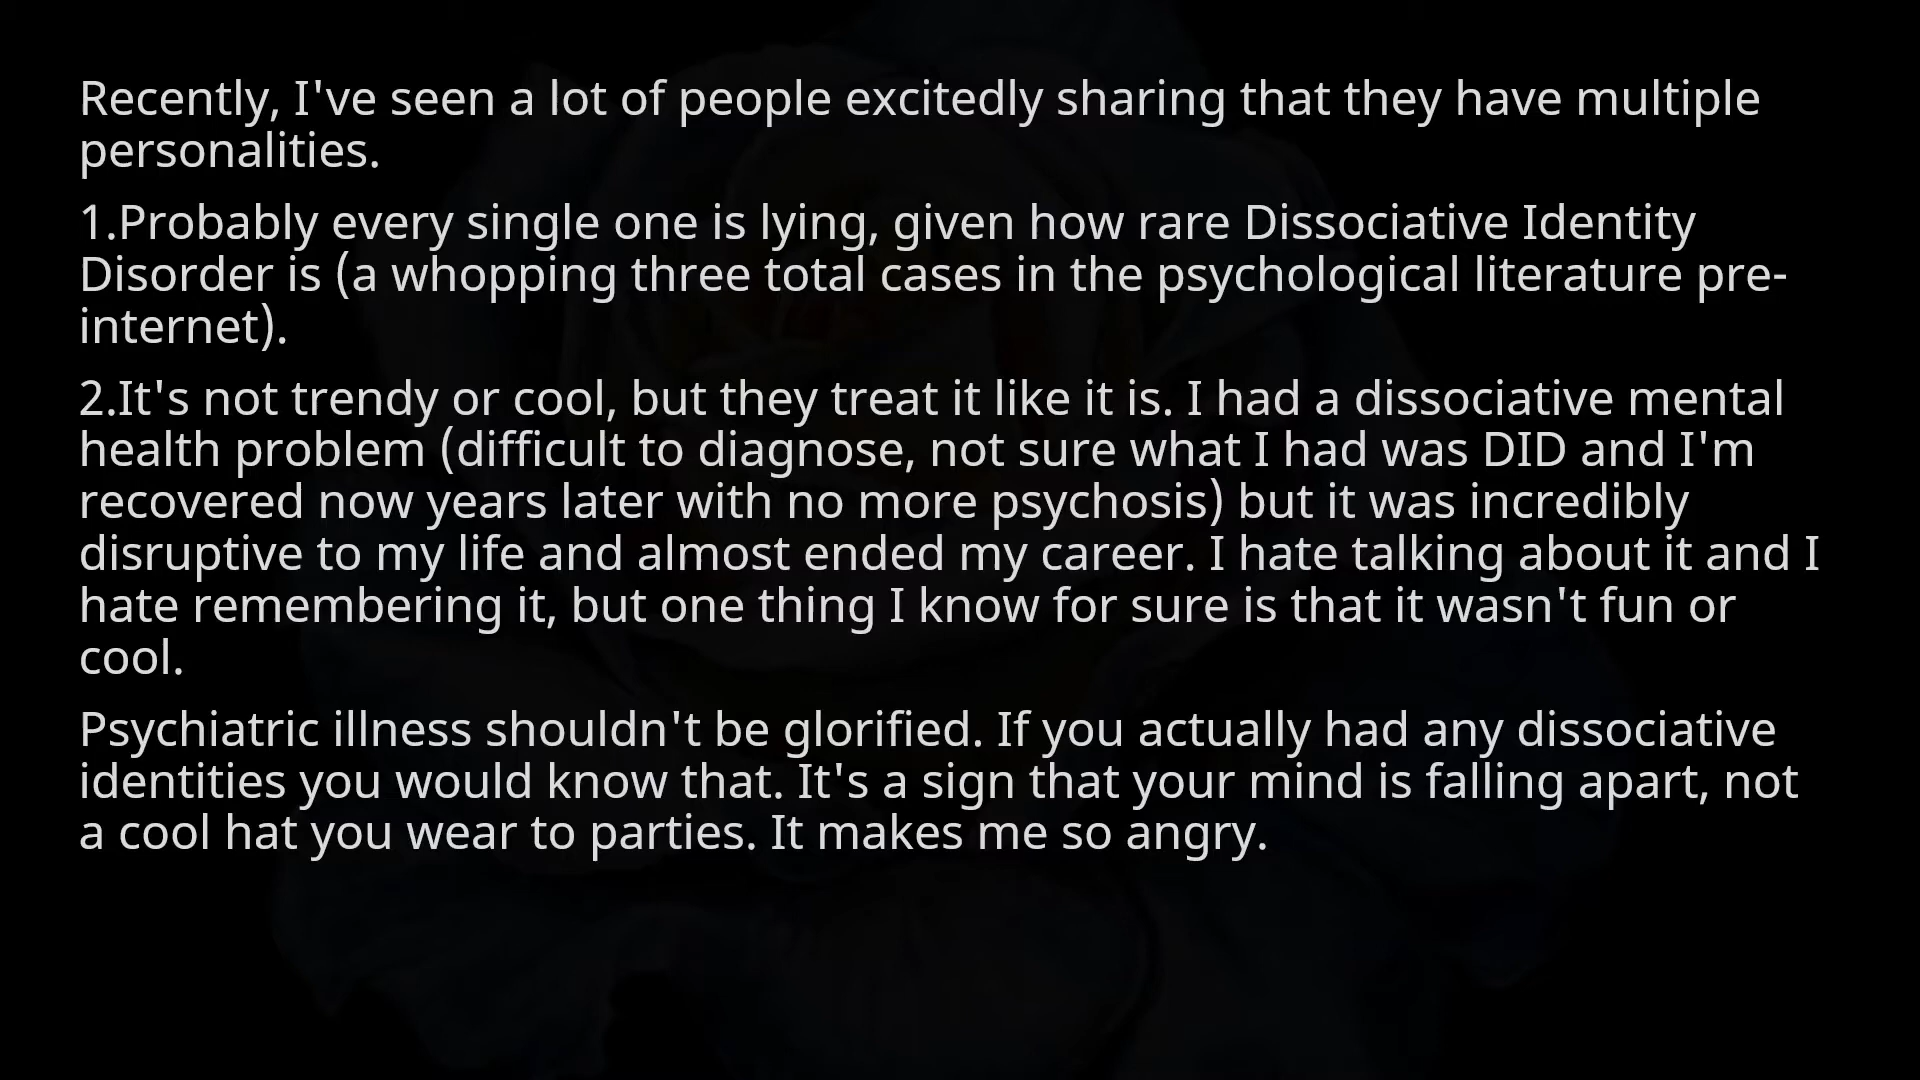 Recently, I've seen a lot of people excitedly sharing that they have multiple
personalities.
1.Probably every single one is lying, given how rare Dissociative Identity
Disorder is (a whopping three total cases in the psychological literature pre-
internet).
2.It's not trendy or cool, but they treat it like it is. I had a dissociative mental
health problem (difficult to diagnose, not sure what I had was DID and I'm
recovered now years later with no more psychosis) but it was incredibly
disruptive to my life and almost ended my career. I hate talking about it and I
hate remembering it, but one thing I know for sure is that it wasn't fun or
cool.
Psychiatric illness shouldn't be glorified. If you actually had any dissociative
identities you would know that. It's a sign that your mind is falling apart, not
a cool hat you wear to parties. It makes me so angry.